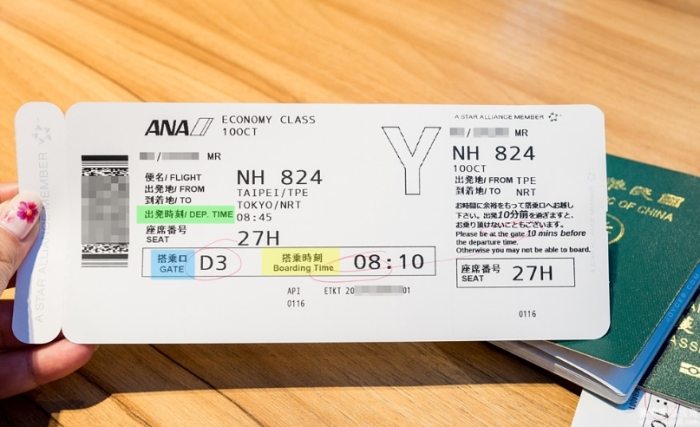 ANA ECONOMY CLASS
10OCT
MR
便名/FLIGHT NH 824
出発地/FROM TAIPEI/TPE
到着地/TO TOKYO/NRT
出発時刻/DEP. TIME 08:45
座席番号
SEAT 27H
搭乗口
GATE D3
搭乗時刻
Boarding Time 08:10
API ETKT 20 01
0116
A STAR ALLIANCE MEMBER
Y
MR
NH 824
10OCT
出発地/FROM TPE
到着地/TO NRT
お時間に余裕をもって搭乗口へお越し
下さい。出発10分前を過ぎますと、
お乗り頂けないこともございます。
Please be at the gate 10 mins before
the departure time.
Otherwise you may not be able to board.
座席番号
SEAT 27H
0116
A STAR ALLIANCE MEMBER
民國
OF CHINA